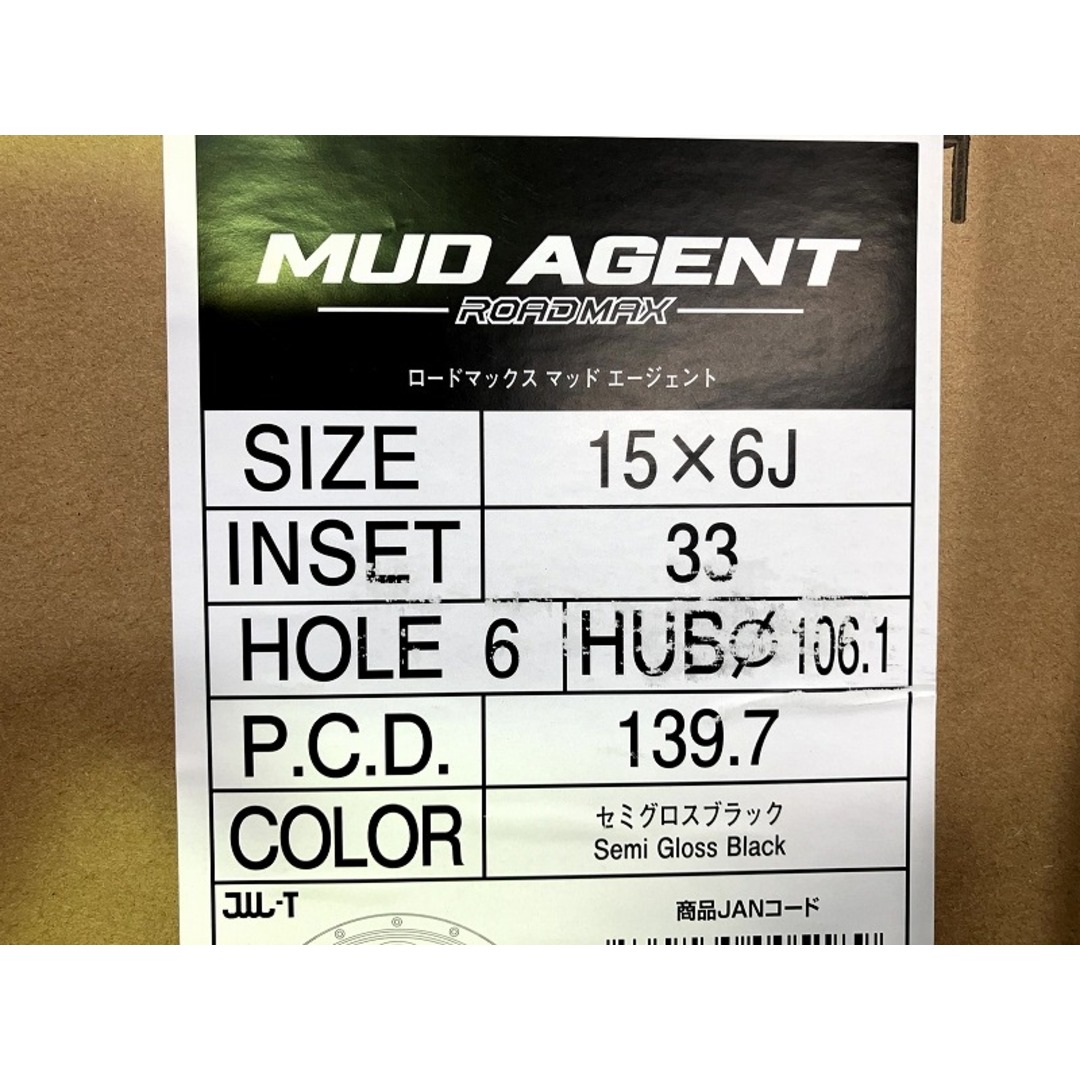 MUD AGENT
ROADMAX
ロードマックス マッド エージェント
SIZE 15×6J
INSET 33
HOLE 6 HUBφ 106.1
P.C.D. 139.7
COLOR セミグロスブラック
Semi Gloss Black
JWL-T
商品JANコード